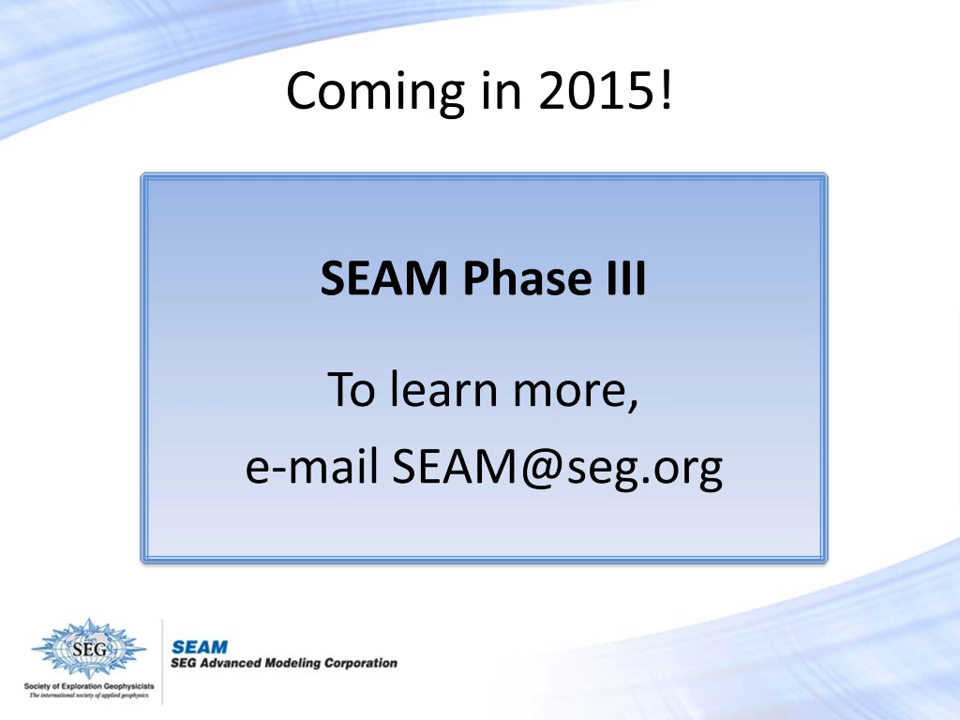 Coming in 2015!
SEAM Phase III
To learn more,
e-mail SEAM@seg.org
SEG
SEAM
SEG Advanced Modeling Corporation
Society of Exploration Geophysicists
The international society of applied geophysics